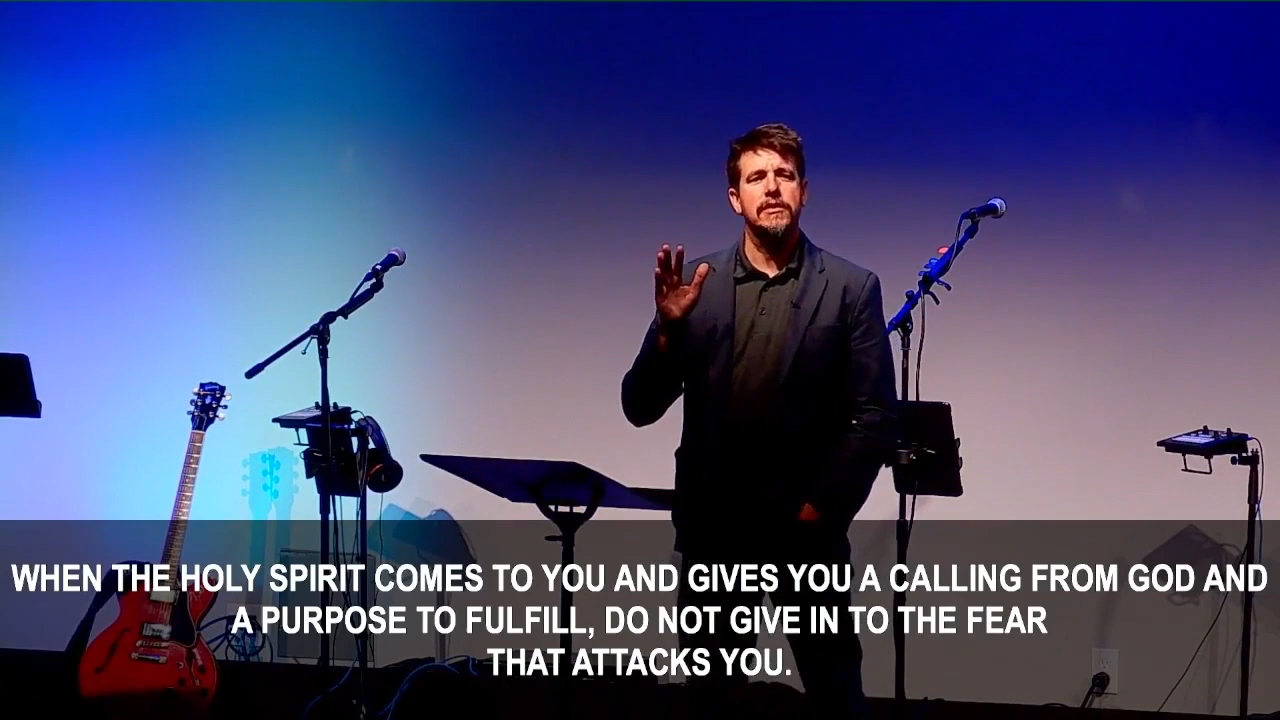 WHEN THE HOLY SPIRIT COMES TO YOU AND GIVES YOU A CALLING FROM GOD AND
A PURPOSE TO FULFILL, DO NOT GIVE IN TO THE FEAR
THAT ATTACKS YOU.